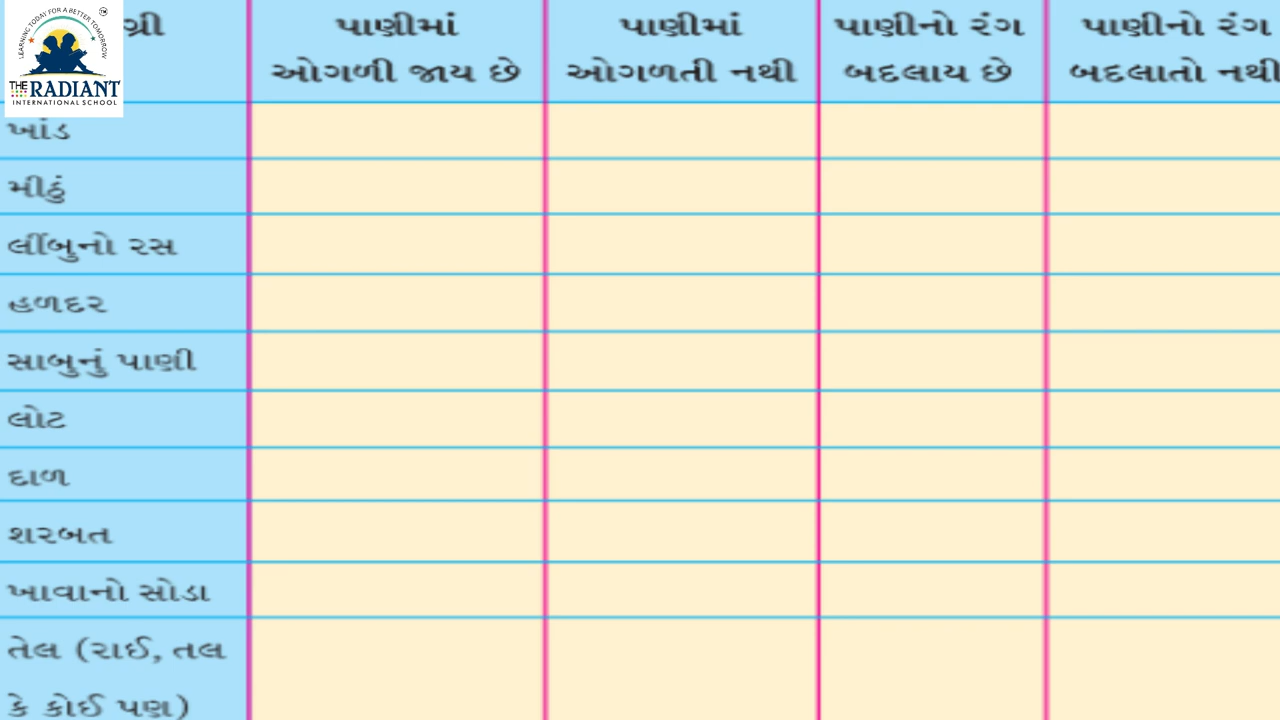 LEARNING TODAY FOR A BETTER TOMORROW
TM
THE RADIANT
INTERNATIONAL SCHOOL
પાણીમાં ઓગળી જાય છે
પાણીમાં ઓગળતી નથી
પાણીનો રંગ બદલાય છે
પાણીનો રંગ બદલાતો નથી
ખાંડ
મીઠું
લીંબુનો રસ
હળદર
સાબુનું પાણી
લોટ
દાળ
શરબત
ખાવાનો સોડા
તેલ (રાઈ, તલ
કે કોઈ પણ)